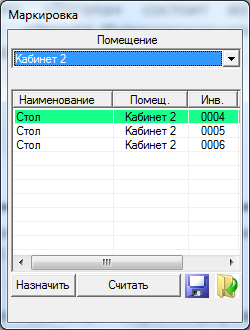 Маркировка
Помещение
Кабинет 2
Наименование Помещ. Инв.
Стол Кабинет 2 0004
Стол Кабинет 2 0005
Стол Кабинет 2 0006
Назначить Считать